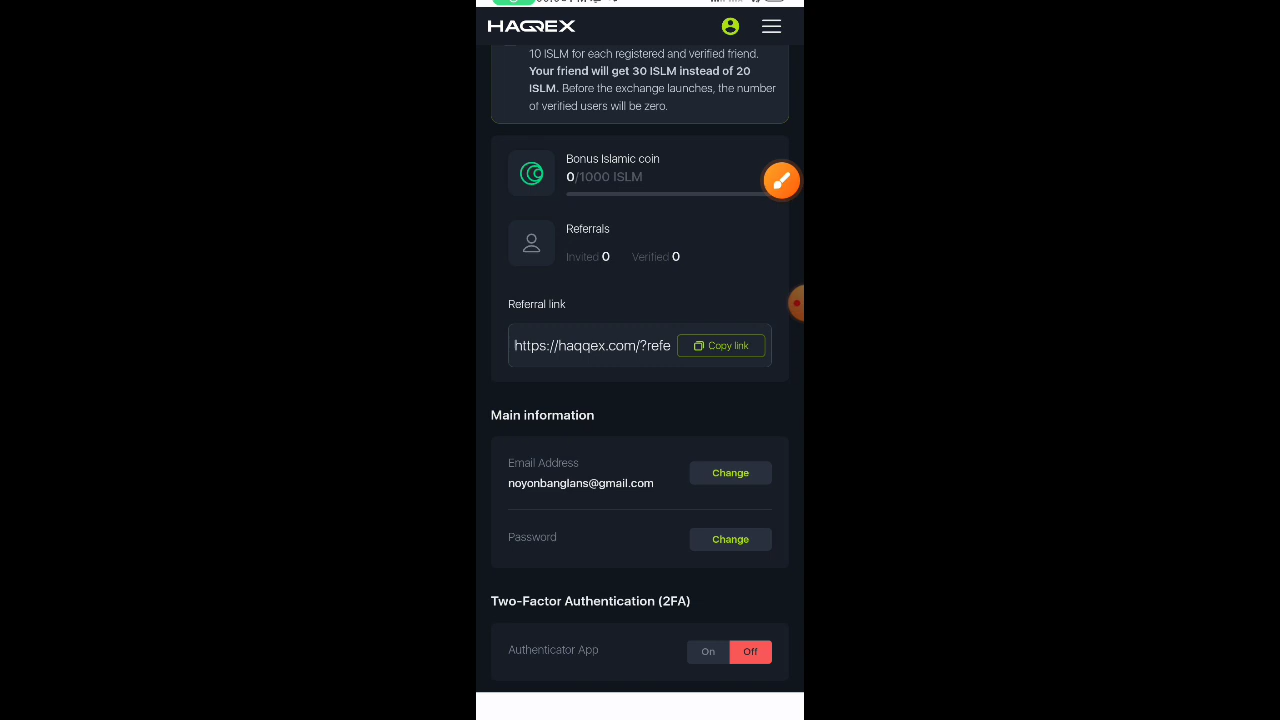 HAQQEX
10 ISLM for each registered and verified friend.
Your friend will get 30 ISLM instead of 20
ISLM. Before the exchange launches, the number
of verified users will be zero.
Bonus Islamic coin
0/1000 ISLM
Referrals
Invited 0 Verified 0
Referral link
https://haqqex.com/?refe Copy link
Main information
Email Address
noyonbanglans@gmail.com Change
Password Change
Two-Factor Authentication (2FA)
Authenticator App On Off